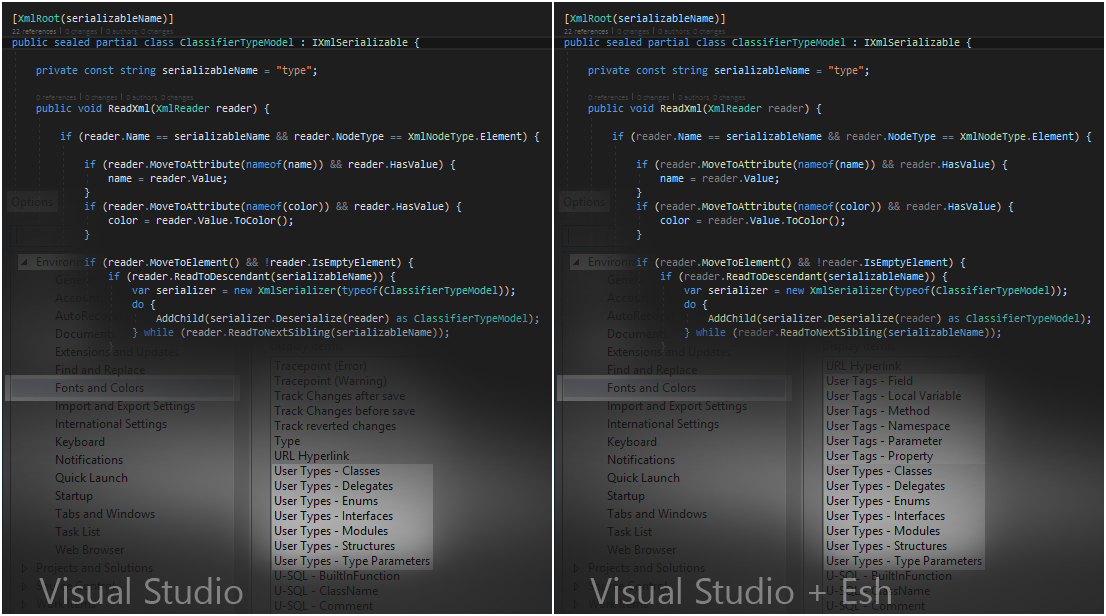 [XmlRoot(serializableName)]
22 references | 0 changes | 0 authors, 0 changes
public sealed partial class ClassifierTypeModel : IXmlSerializable {
private const string serializableName = "type";
0 references | 0 changes | 0 authors, 0 changes
public void ReadXml(XmlReader reader) {
if (reader.Name == serializableName && reader.NodeType == XmlNodeType.Element) {
if (reader.MoveToAttribute(nameof(name)) && reader.HasValue) {
name = reader.Value;
}
if (reader.MoveToAttribute(nameof(color)) && reader.HasValue) {
color = reader.Value.ToColor();
}
if (reader.MoveToElement() && !reader.IsEmptyElement) {
if (reader.ReadToDescendant(serializableName)) {
var serializer = new XmlSerializer(typeof(ClassifierTypeModel));
do {
AddChild(serializer.Deserialize(reader) as ClassifierTypeModel);
} while (reader.ReadToNextSibling(serializableName));
}
Options
Environ
Gene
Accou
AutoReco
Document
Extensions and Updates
Find and Replace
Fonts and Colors
Import and Export Settings
International Settings
Keyboard
Notifications
Quick Launch
Startup
Tabs and Windows
Task List
Web Browser
Projects and Solutions
Tracepoint (Error)
Tracepoint (Warning)
Track Changes after save
Track Changes before save
Track reverted changes
Type
URL Hyperlink
User Types - Classes
User Types - Delegates
User Types - Enums
User Types - Interfaces
User Types - Modules
User Types - Structures
User Types - Type Parameters
U-SQL - BuiltInFunction
U-SQL - ClassName
U-SQL - Comment
Visual Studio
[XmlRoot(serializableName)]
22 references | 0 changes | 0 authors, 0 changes
public sealed partial class ClassifierTypeModel : IXmlSerializable {
private const string serializableName = "type";
0 references | 0 changes | 0 authors, 0 changes
public void ReadXml(XmlReader reader) {
if (reader.Name == serializableName && reader.NodeType == XmlNodeType.Element) {
if (reader.MoveToAttribute(nameof(name)) && reader.HasValue) {
name = reader.Value;
}
if (reader.MoveToAttribute(nameof(color)) && reader.HasValue) {
color = reader.Value.ToColor();
}
if (reader.MoveToElement() && !reader.IsEmptyElement) {
if (reader.ReadToDescendant(serializableName)) {
var serializer = new XmlSerializer(typeof(ClassifierTypeModel));
do {
AddChild(serializer.Deserialize(reader) as ClassifierTypeModel);
} while (reader.ReadToNextSibling(serializableName));
}
Options
Environ
Gene
Accou
AutoReco
Document
Extensions and Updates
Find and Replace
Fonts and Colors
Import and Export Settings
International Settings
Keyboard
Notifications
Quick Launch
Startup
Tabs and Windows
Task List
Web Browser
Projects and Solutions
URL Hyperlink
User Tags - Field
User Tags - Local Variable
User Tags - Method
User Tags - Namespace
User Tags - Parameter
User Tags - Property
User Types - Classes
User Types - Delegates
User Types - Enums
User Types - Interfaces
User Types - Modules
User Types - Structures
User Types - Type Parameters
U-SQL - BuiltInFunction
U-SQL - ClassName
U-SQL - Comment
Visual Studio + Esh